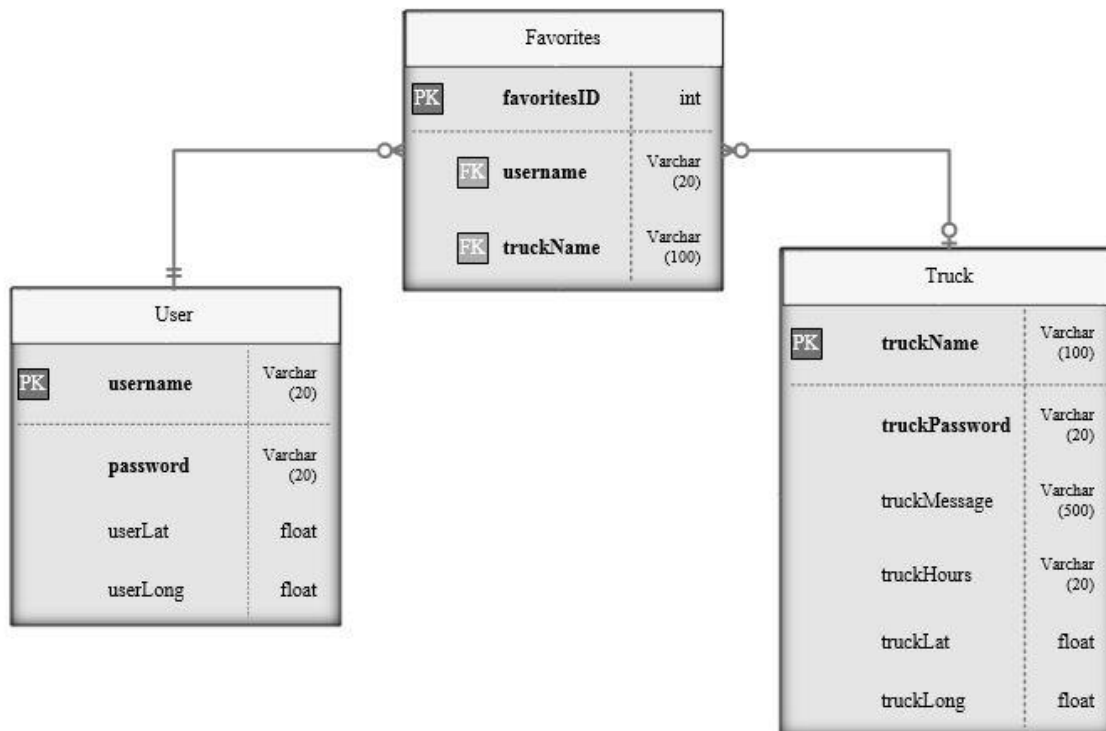 Favorites
PK favoritesID int
FK username Varchar
(20)
FK truckName Varchar
(100)
User
PK username Varchar
(20)
password Varchar
(20)
userLat float
userLong float
Truck
PK truckName Varchar
(100)
truckPassword Varchar
(20)
truckMessage Varchar
(500)
truckHours Varchar
(20)
truckLat float
truckLong float